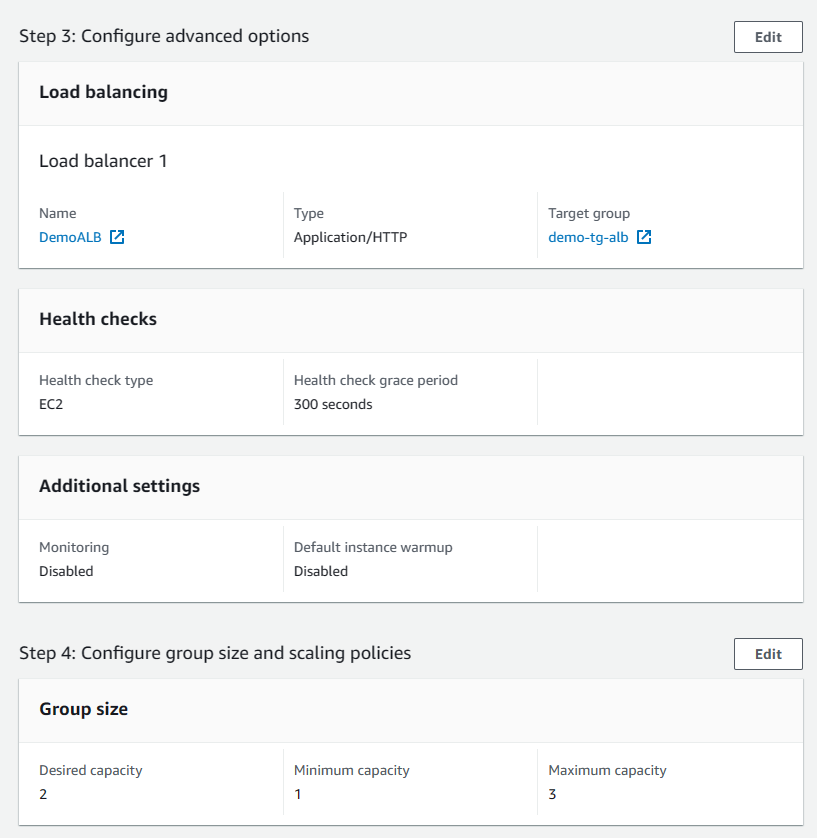 Step 3: Configure advanced options
Edit
Load balancing
Load balancer 1
Name Type Target group
DemoALB Application/HTTP demo-tg-alb
Health checks
Health check type Health check grace period
EC2 300 seconds
Additional settings
Monitoring Default instance warmup
Disabled Disabled
Step 4: Configure group size and scaling policies
Edit
Group size
Desired capacity Minimum capacity Maximum capacity
2 1 3